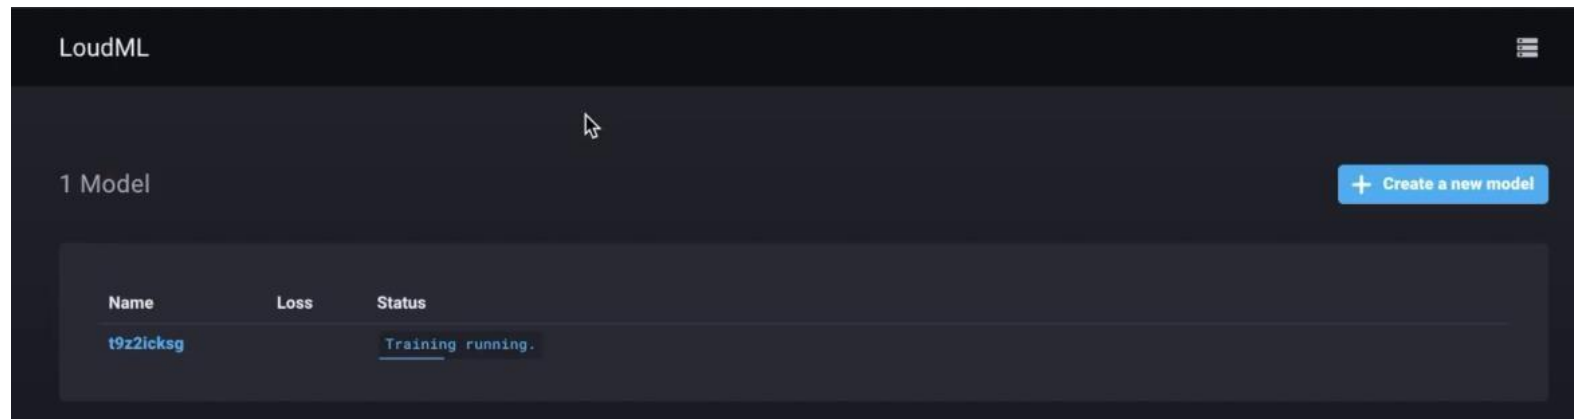 LoudML
1 Model
+ Create a new model
Name Loss Status
t9z2icksg Training running.